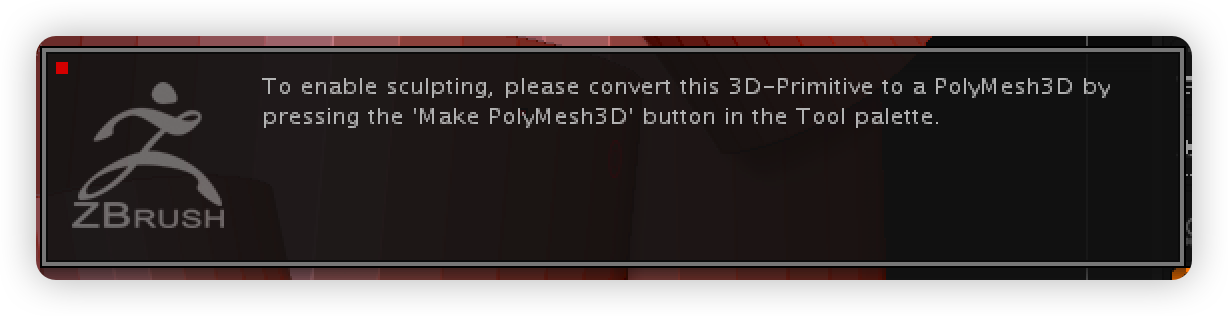 To enable sculpting, please convert this 3D-Primitive to a PolyMesh3D by
pressing the 'Make PolyMesh3D' button in the Tool palette.
ZBRUSH